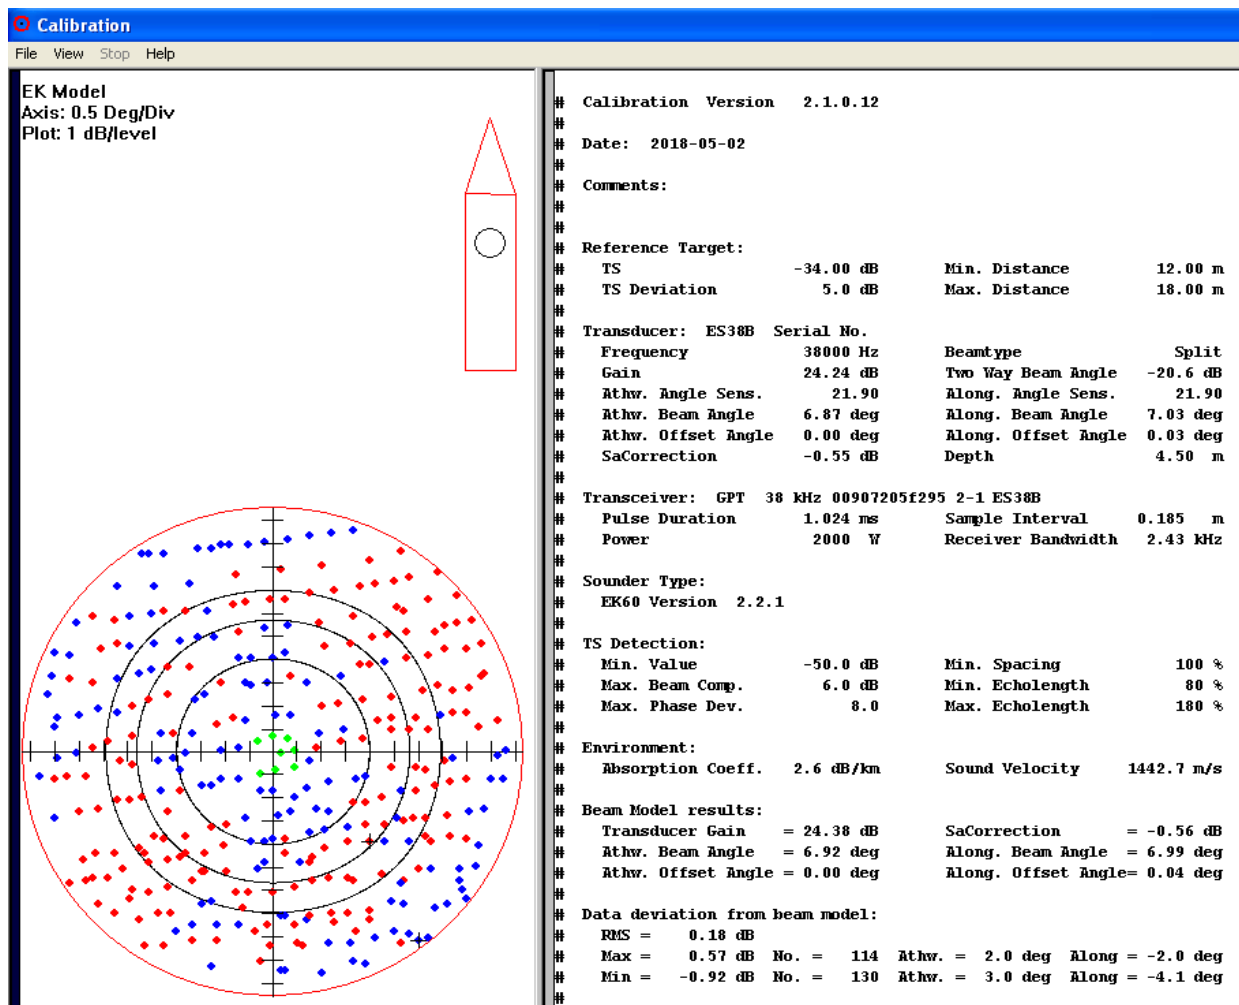 Calibration
File View Stop Help
EK Model
Axis: 0.5 Deg/Div
Plot: 1 dB/level
# Calibration Version 2.1.0.12
#
# Date: 2018-05-02
#
# Comments:
#
#
# Reference Target:
# TS -34.00 dB Min. Distance 12.00 m
# TS Deviation 5.0 dB Max. Distance 18.00 m
#
# Transducer: ES38B Serial No.
# Frequency 38000 Hz Beamtype Split
# Gain 24.24 dB Two Way Beam Angle -20.6 dB
# Athw. Angle Sens. 21.90 Along. Angle Sens. 21.90
# Athw. Beam Angle 6.87 deg Along. Beam Angle 7.03 deg
# Athw. Offset Angle 0.00 deg Along. Offset Angle 0.03 deg
# SaCorrection -0.55 dB Depth 4.50 m
#
# Transceiver: GPT 38 kHz 00907205f295 2-1 ES38B
# Pulse Duration 1.024 ms Sample Interval 0.185 m
# Power 2000 W Receiver Bandwidth 2.43 kHz
#
# Sounder Type:
# EK60 Version 2.2.1
#
# TS Detection:
# Min. Value -50.0 dB Min. Spacing 100 %
# Max. Beam Comp. 6.0 dB Min. Echolength 80 %
# Max. Phase Dev. 8.0 Max. Echolength 180 %
#
# Environment:
# Absorption Coeff. 2.6 dB/km Sound Velocity 1442.7 m/s
#
# Beam Model results:
# Transducer Gain = 24.38 dB SaCorrection = -0.56 dB
# Athw. Beam Angle = 6.92 deg Along. Beam Angle = 6.99 deg
# Athw. Offset Angle = 0.00 deg Along. Offset Angle= 0.04 deg
#
# Data deviation from beam model:
# RMS = 0.18 dB
# Max = 0.57 dB No. = 114 Athw. = 2.0 deg Along = -2.0 deg
# Min = -0.92 dB No. = 130 Athw. = 3.0 deg Along = -4.1 deg
#